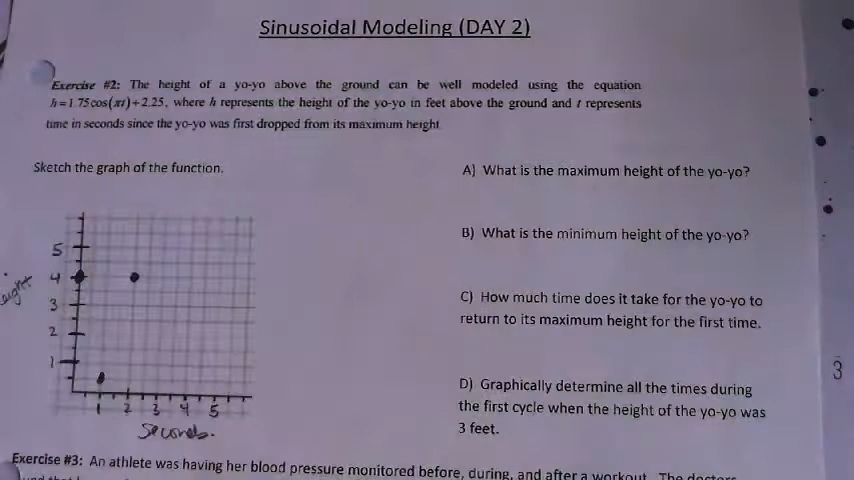 Sinusoidal Modeling (DAY 2)
Exercise #2: The height of a yo-yo above the ground can be well modeled using the equation
h=1.75cos(πt)+2.25, where h represents the height of the yo-yo in feet above the ground and t represents
time in seconds since the yo-yo was first dropped from its maximum height
Sketch the graph of the function.
5
4
3
2
1
1 2 3 4 5
Seconds.
A) What is the maximum height of the yo-yo?
B) What is the minimum height of the yo-yo?
C) How much time does it take for the yo-yo to
return to its maximum height for the first time.
D) Graphically determine all the times during
the first cycle when the height of the yo-yo was
3 feet.
3
Exercise #3: An athlete was having her blood pressure monitored before, during, and after a workout. The doctors